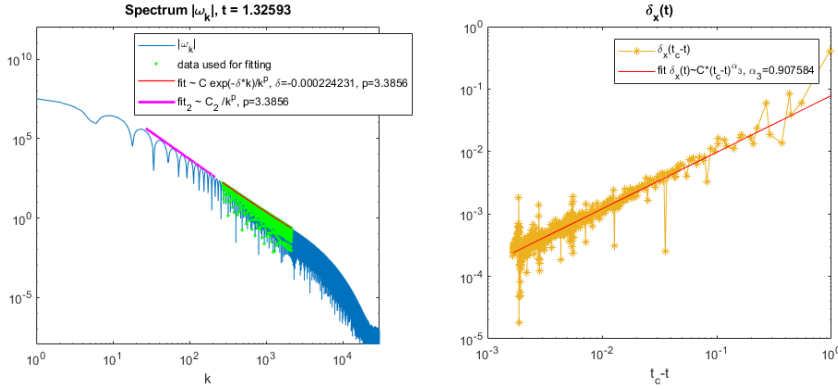 Spectrum |ω_k|, t = 1.32593
|ω_k|
data used for fitting
fit ~ C exp(-δ*k)/k^p, δ=-0.000224231, p=3.3856
fit_2 ~ C_2 /k^p, p=3.3856
10^10
10^5
10^0
10^-5
10^0 10^1 10^2 10^3 10^4
k
δ_x(t)
δ_x(t_c-t)
fit δ_x(t)~C*(t_c-t)^α_3, α_3=0.907584
10^0
10^-1
10^-2
10^-3
10^-4
10^-5
10^-3 10^-2 10^-1 10^0
t_c-t